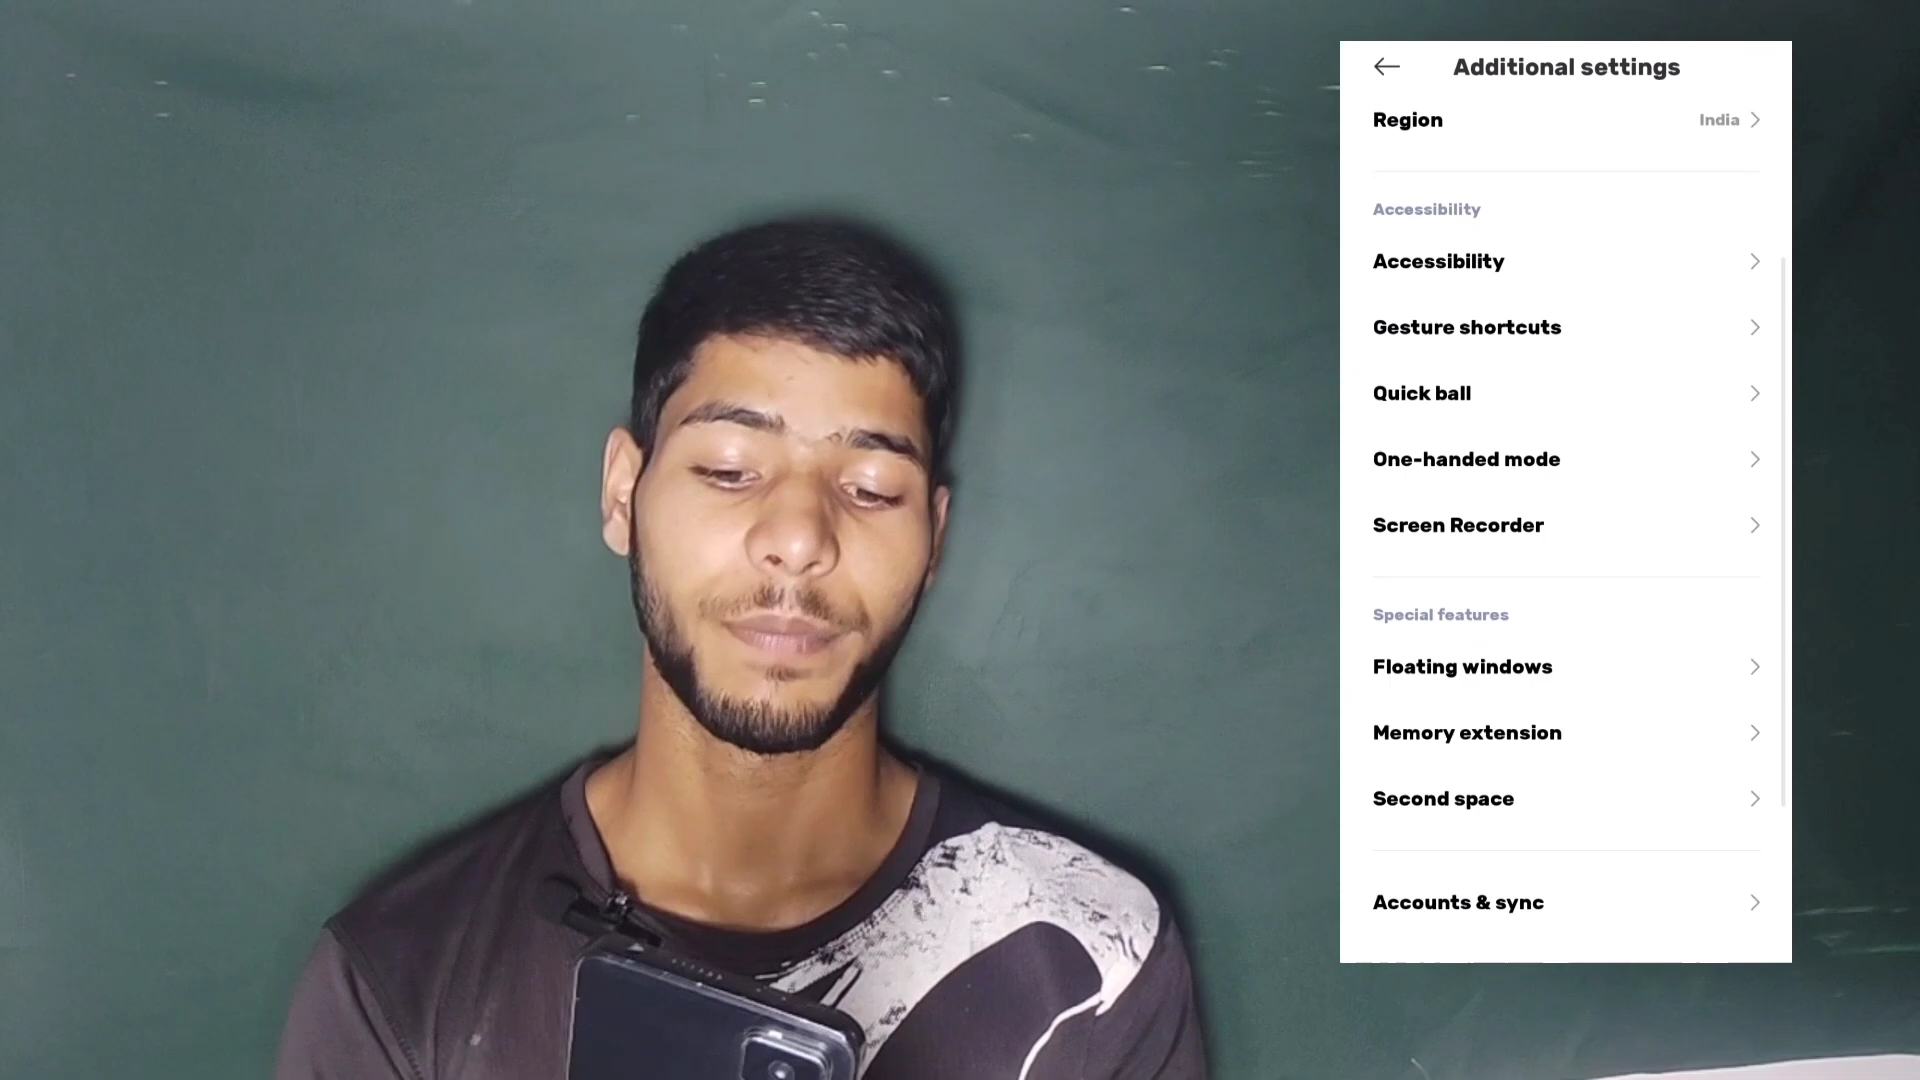 Additional settings
Region India
Accessibility
Accessibility
Gesture shortcuts
Quick ball
One-handed mode
Screen Recorder
Special features
Floating windows
Memory extension
Second space
Accounts & sync